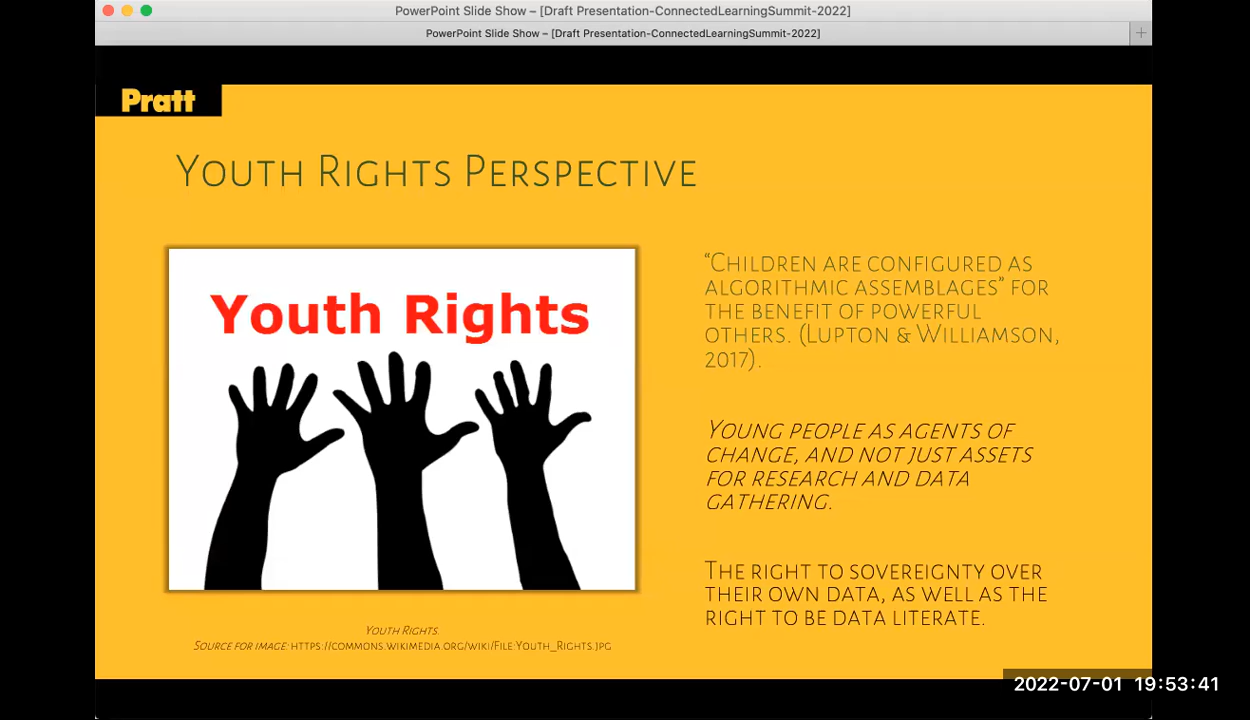 PowerPoint Slide Show – [Draft Presentation-ConnectedLearningSummit-2022]
PowerPoint Slide Show – [Draft Presentation-ConnectedLearningSummit-2022]
Pratt
Youth Rights Perspective
Youth Rights
Youth Rights.
Source for image: https://commons.wikimedia.org/wiki/File:Youth_Rights.jpg
“Children are configured as
algorithmic assemblages” for
the benefit of powerful
others. (Lupton & Williamson,
2017).
Young people as agents of
change, and not just assets
for research and data
gathering.
The right to sovereignty over
their own data, as well as the
right to be data literate.
2022-07-01 19:53:41